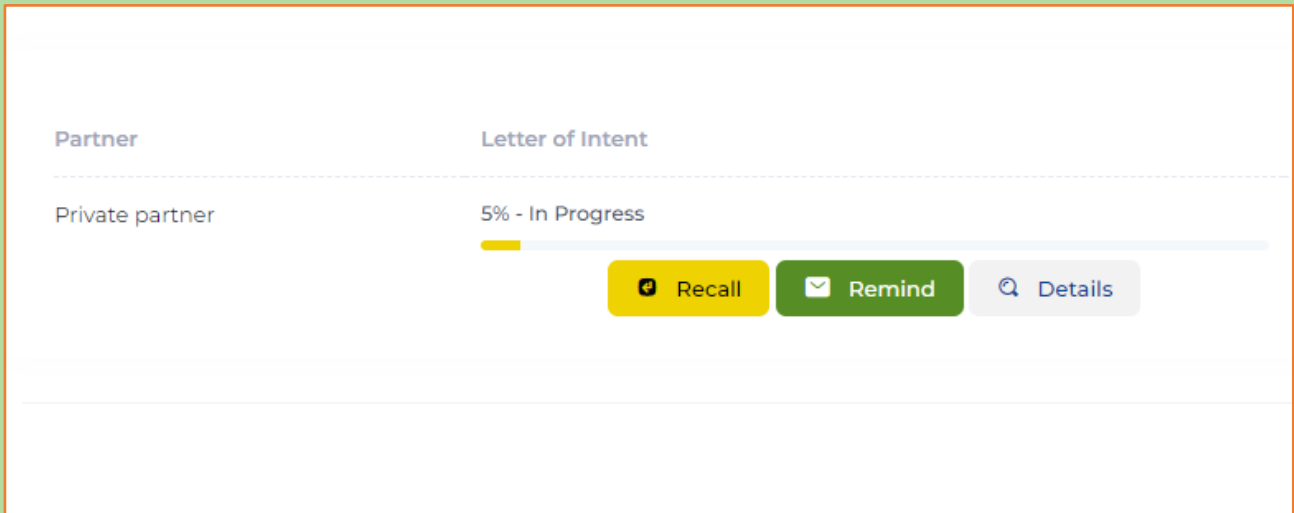 Partner Letter of Intent
Private partner 5% - In Progress
Recall Remind Details